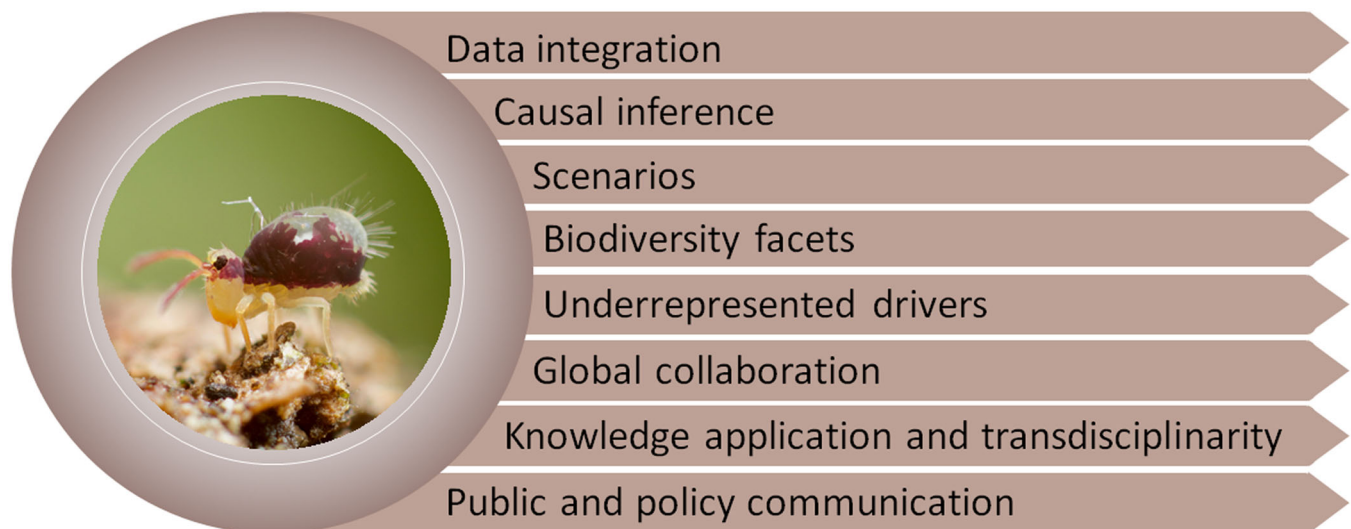 Data integration
Causal inference
Scenarios
Biodiversity facets
Underrepresented drivers
Global collaboration
Knowledge application and transdisciplinarity
Public and policy communication